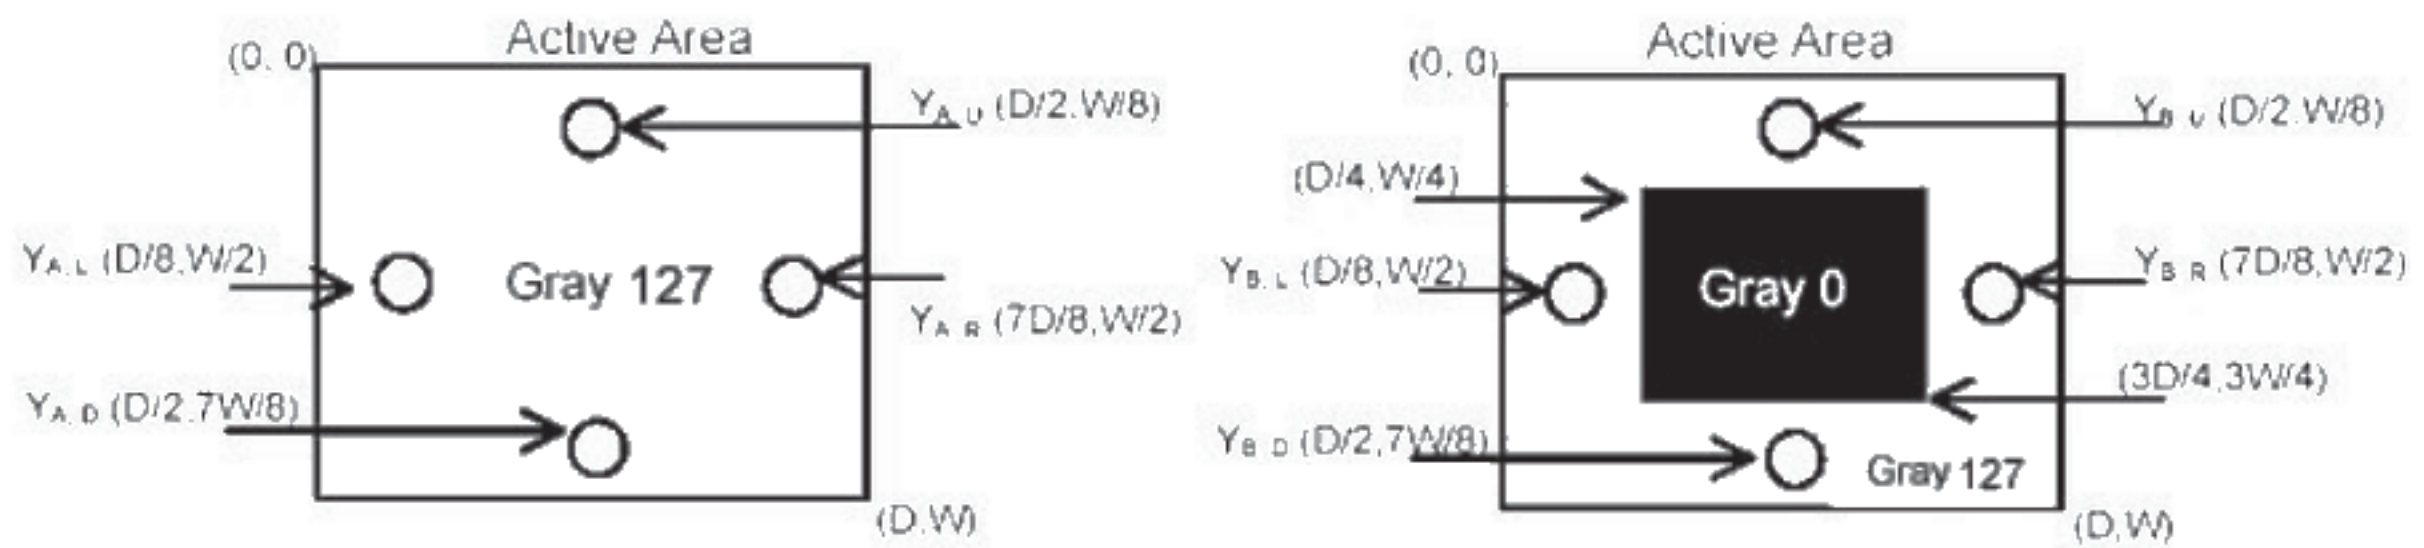 Active Area
(0, 0)
YA.U (D/2.W/8)
YA.L (D/8,W/2)
Gray 127
YA.R (7D/8,W/2)
YA.D (D/2,7W/8)
(D,W)
Active Area
(0, 0)
YB.U (D/2.W/8)
(D/4,W/4)
YB.L (D/8,W/2)
Gray 0
YB.R (7D/8,W/2)
(3D/4,3W/4)
YB.D (D/2,7W/8)
Gray 127
(D,W)